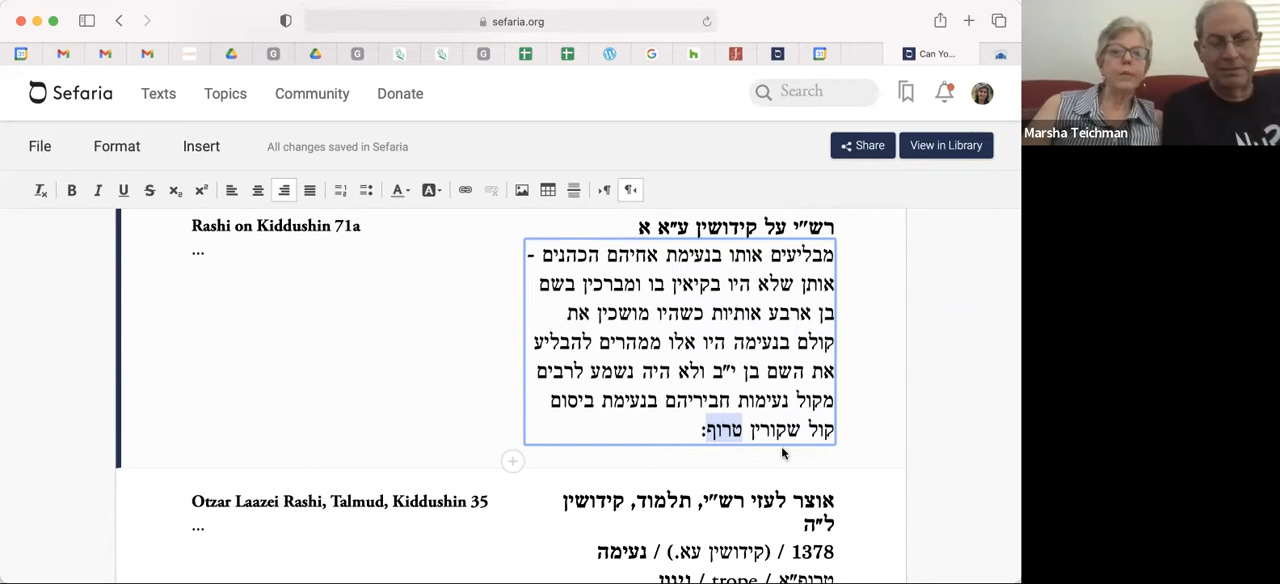 sefaria.org
Can Yo...
Sefaria
Texts
Topics
Community
Donate
Search
File
Format
Insert
All changes saved in Sefaria
Share
View in Library
Rashi on Kiddushin 71a
...
רש״י על קידושין ע״א א
מבליעים אותו בנעימת אחיהם הכהנים -
אותן שלא היו בקיאין בו ומברכין בשם
בן ארבע אותיות כשהיו מושכין את
קולם בנעימה היו אלו ממהרים להבליע
את השם בן י״ב ולא היה נשמע לרבים
מקול נעימות חביריהם בנעימת ביסום
קול שקורין טרוף:
Otzar Laazei Rashi, Talmud, Kiddushin 35
...
אוצר לעזי רש״י, תלמוד, קידושין
ל״ה
1378 / (קידושין עא.) / נעימה
טרופ״א / trope / ניגון
Marsha Teichman